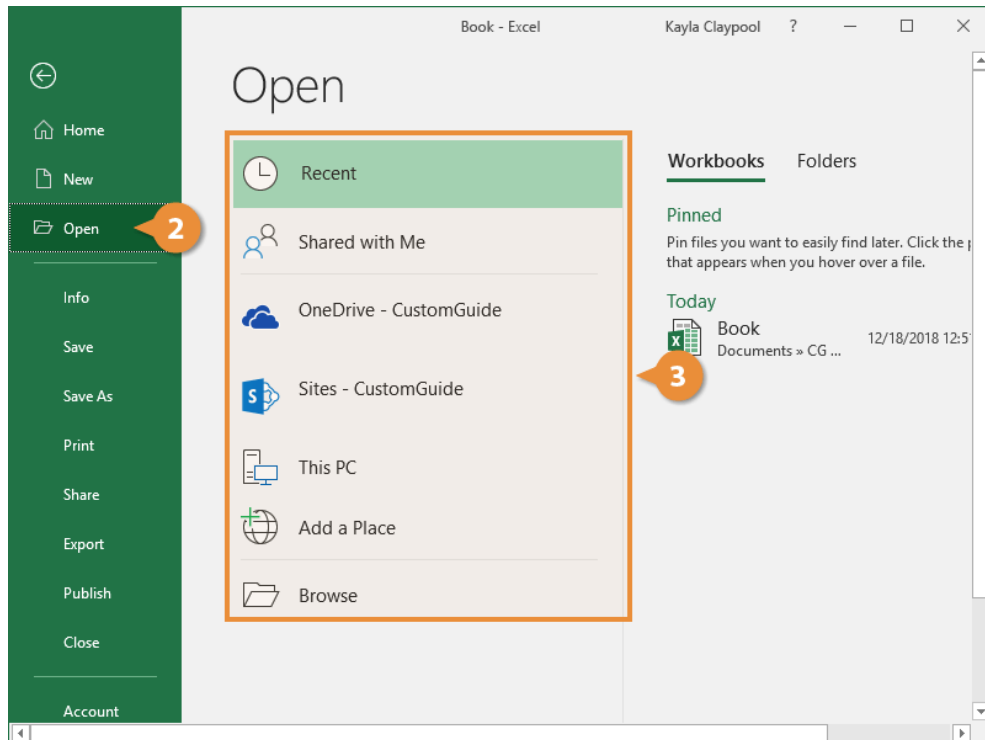 Book - Excel
Kayla Claypool
?
Open
Home
New
Open
2
Info
Save
Save As
Print
Share
Export
Publish
Close
Account
Recent
Shared with Me
OneDrive - CustomGuide
S
Sites - CustomGuide
This PC
Add a Place
Browse
3
Workbooks Folders
Pinned
Pin files you want to easily find later. Click the
that appears when you hover over a file.
Today
X
Book
Documents » CG ...
12/18/2018 12:5